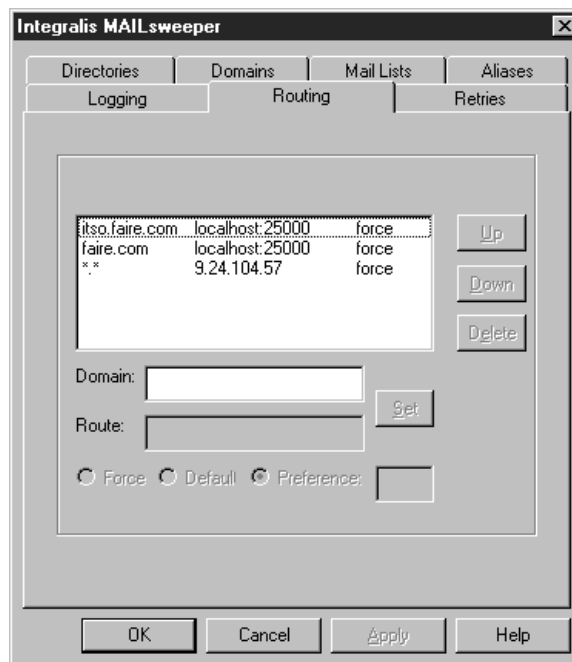 Integralis MAILsweeper
Directories Domains Mail Lists Aliases
Logging Routing Retries
itso.faire.com localhost:25000 force
faire.com localhost:25000 force
*.* 9.24.104.57 force
Up
Down
Delete
Domain:
Set
Route:
Force Default Preference:
OK Cancel Apply Help